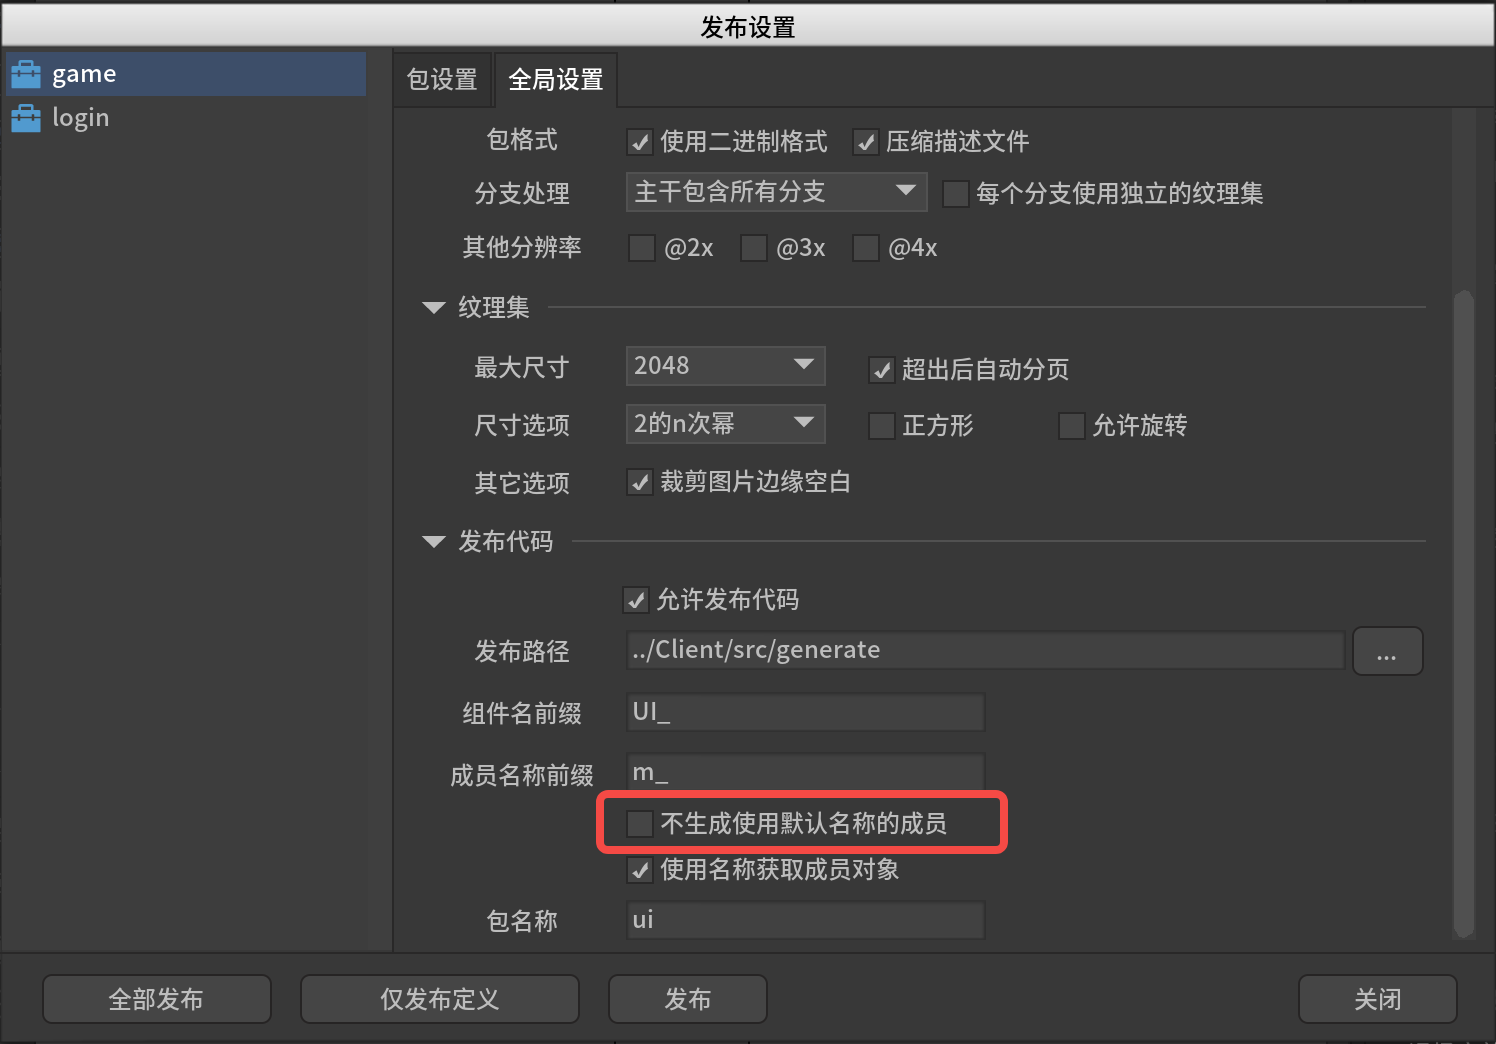 发布设置
game
login
包设置 全局设置
包格式 使用二进制格式 压缩描述文件
分支处理 主干包含所有分支 每个分支使用独立的纹理集
其他分辨率 @2x @3x @4x
纹理集
最大尺寸 2048 超出后自动分页
尺寸选项 2的n次幂 正方形 允许旋转
其它选项 裁剪图片边缘空白
发布代码
允许发布代码
发布路径 ../Client/src/generate ...
组件名前缀 UI_
成员名称前缀 m_
不生成使用默认名称的成员
使用名称获取成员对象
包名称 ui
全部发布 仅发布定义 发布 关闭